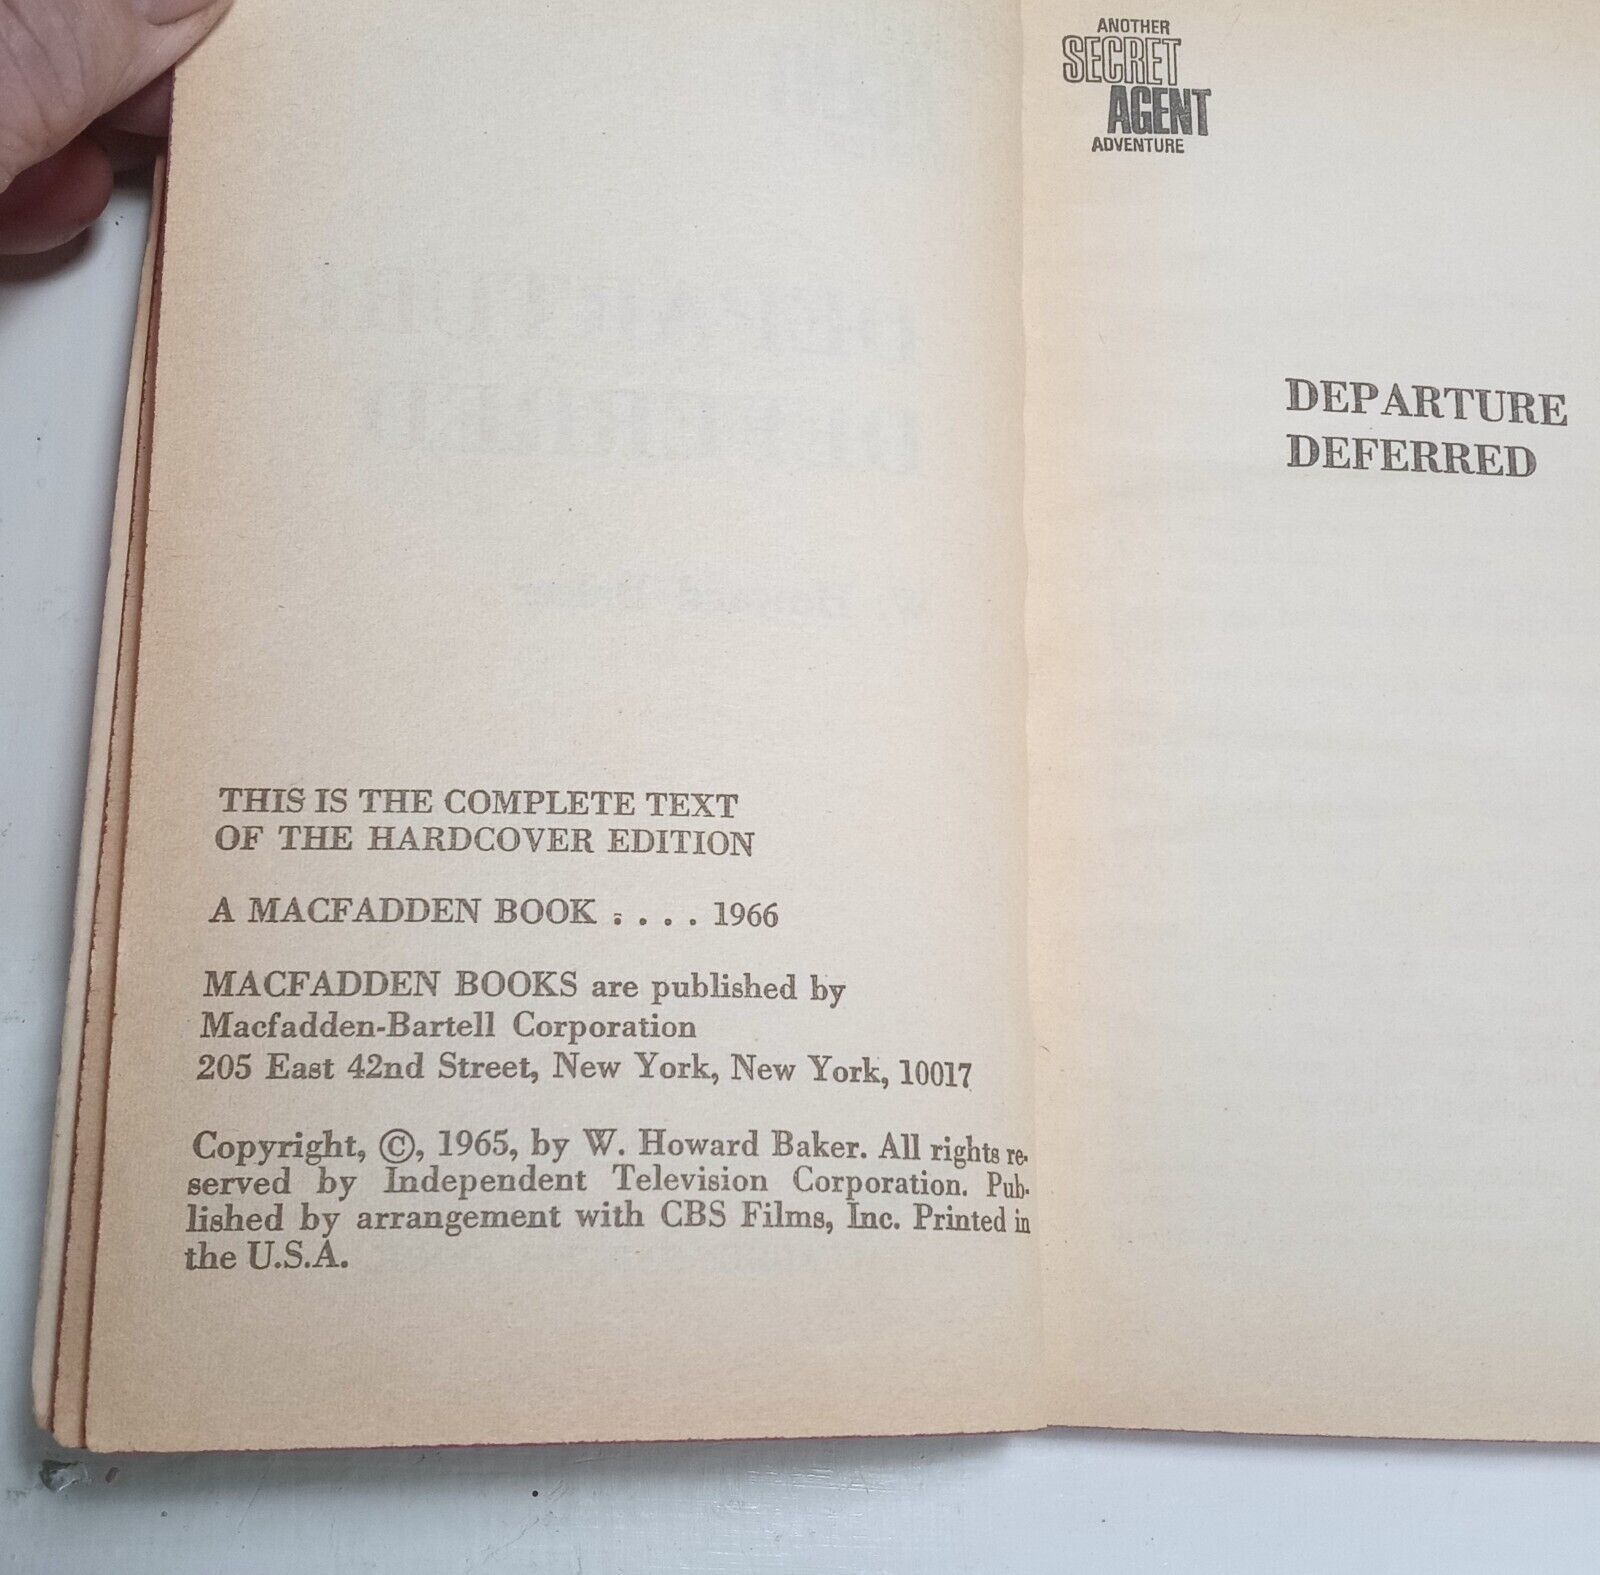 THIS IS THE COMPLETE TEXT
OF THE HARDCOVER EDITION
A MACFADDEN BOOK . . . . 1966
MACFADDEN BOOKS are published by
Macfadden-Bartell Corporation
205 East 42nd Street, New York, New York, 10017
Copyright, ©, 1965, by W. Howard Baker. All rights re-
served by Independent Television Corporation. Pub-
lished by arrangement with CBS Films, Inc. Printed in
the U.S.A.
ANOTHER
SECRET
AGENT
ADVENTURE
DEPARTURE
DEFERRED